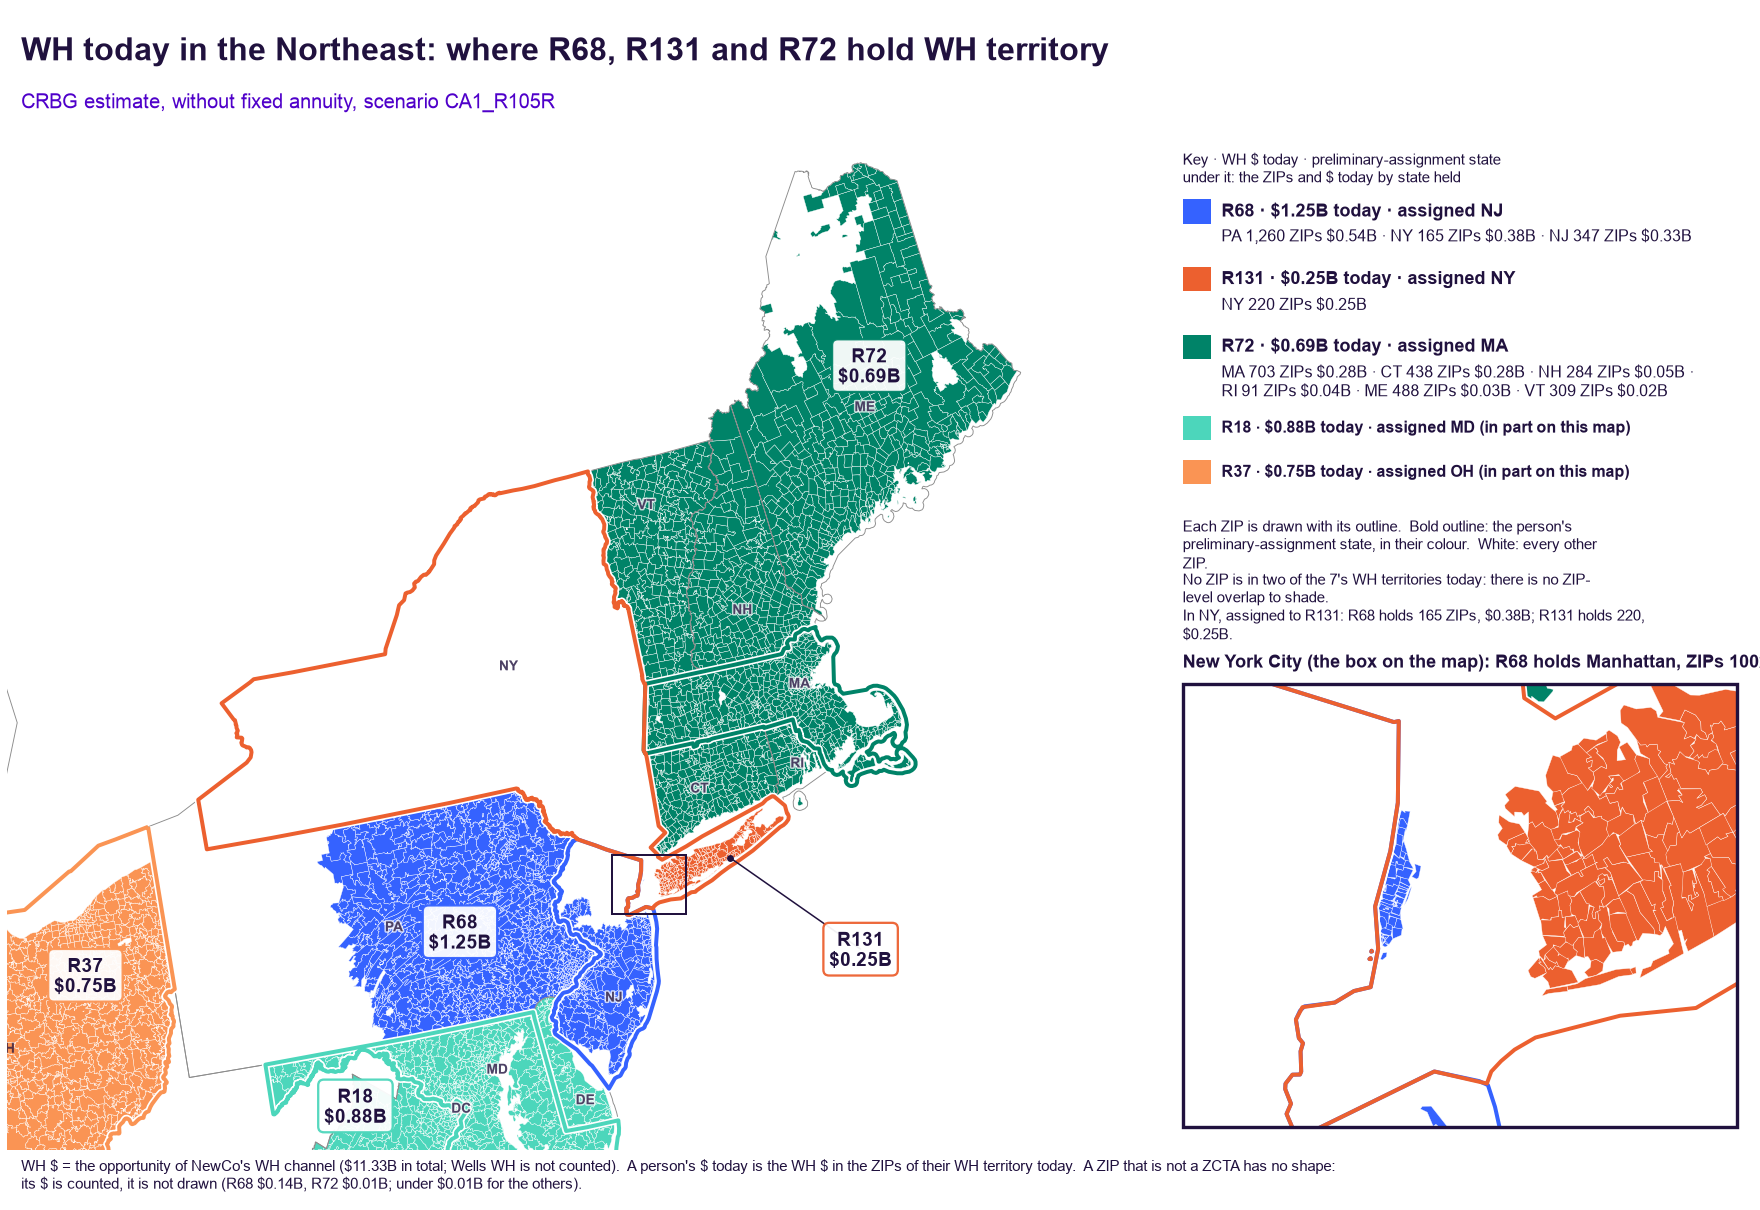 WH today in the Northeast: where R68, R131 and R72 hold WH territory
CRBG estimate, without fixed annuity, scenario CA1_R105R
Key · WH $ today · preliminary-assignment state
under it: the ZIPs and $ today by state held
R68 · $1.25B today · assigned NJ
PA 1,260 ZIPs $0.54B · NY 165 ZIPs $0.38B · NJ 347 ZIPs $0.33B
R131 · $0.25B today · assigned NY
NY 220 ZIPs $0.25B
R72 · $0.69B today · assigned MA
MA 703 ZIPs $0.28B · CT 438 ZIPs $0.28B · NH 284 ZIPs $0.05B ·
RI 91 ZIPs $0.04B · ME 488 ZIPs $0.03B · VT 309 ZIPs $0.02B
R18 · $0.88B today · assigned MD (in part on this map)
R37 · $0.75B today · assigned OH (in part on this map)
Each ZIP is drawn with its outline.  Bold outline: the person's
preliminary-assignment state, in their colour.  White: every other
ZIP.
No ZIP is in two of the 7's WH territories today: there is no ZIP-
level overlap to shade.
In NY, assigned to R131: R68 holds 165 ZIPs, $0.38B; R131 holds 220,
$0.25B.
New York City (the box on the map): R68 holds Manhattan, ZIPs 100
R72
$0.69B
ME
VT
NH
NY
MA
RI
CT
PA
R68
$1.25B
R131
$0.25B
R37
$0.75B
H
NJ
MD
R18
$0.88B
DC
DE
WH $ = the opportunity of NewCo's WH channel ($11.33B in total; Wells WH is not counted).  A person's $ today is the WH $ in the ZIPs of their WH territory today.  A ZIP that is not a ZCTA has no shape:
its $ is counted, it is not drawn (R68 $0.14B, R72 $0.01B; under $0.01B for the others).